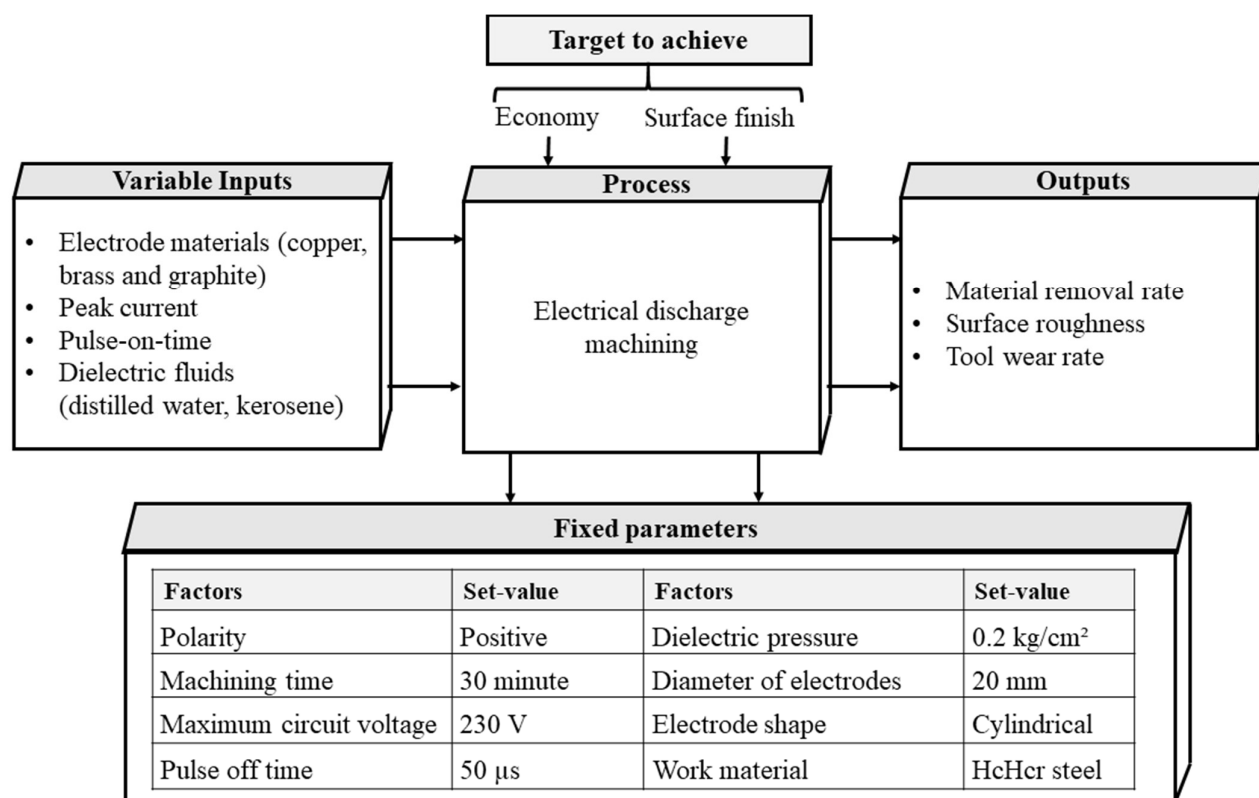 Target to achieve
Economy Surface finish
Variable Inputs
• Electrode materials (copper,
brass and graphite)
• Peak current
• Pulse-on-time
• Dielectric fluids
(distilled water, kerosene)
Process
Electrical discharge
machining
Outputs
• Material removal rate
• Surface roughness
• Tool wear rate
Fixed parameters
Factors Set-value Factors Set-value
Polarity Positive Dielectric pressure 0.2 kg/cm²
Machining time 30 minute Diameter of electrodes 20 mm
Maximum circuit voltage 230 V Electrode shape Cylindrical
Pulse off time 50 µs Work material HcHcr steel